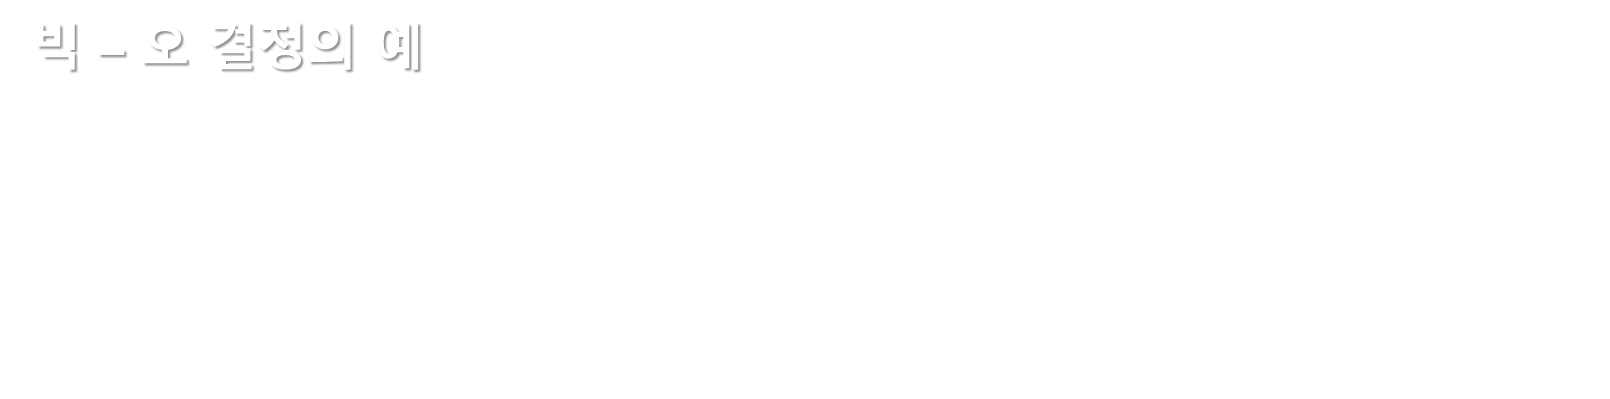 빅 – 오 결정의 예